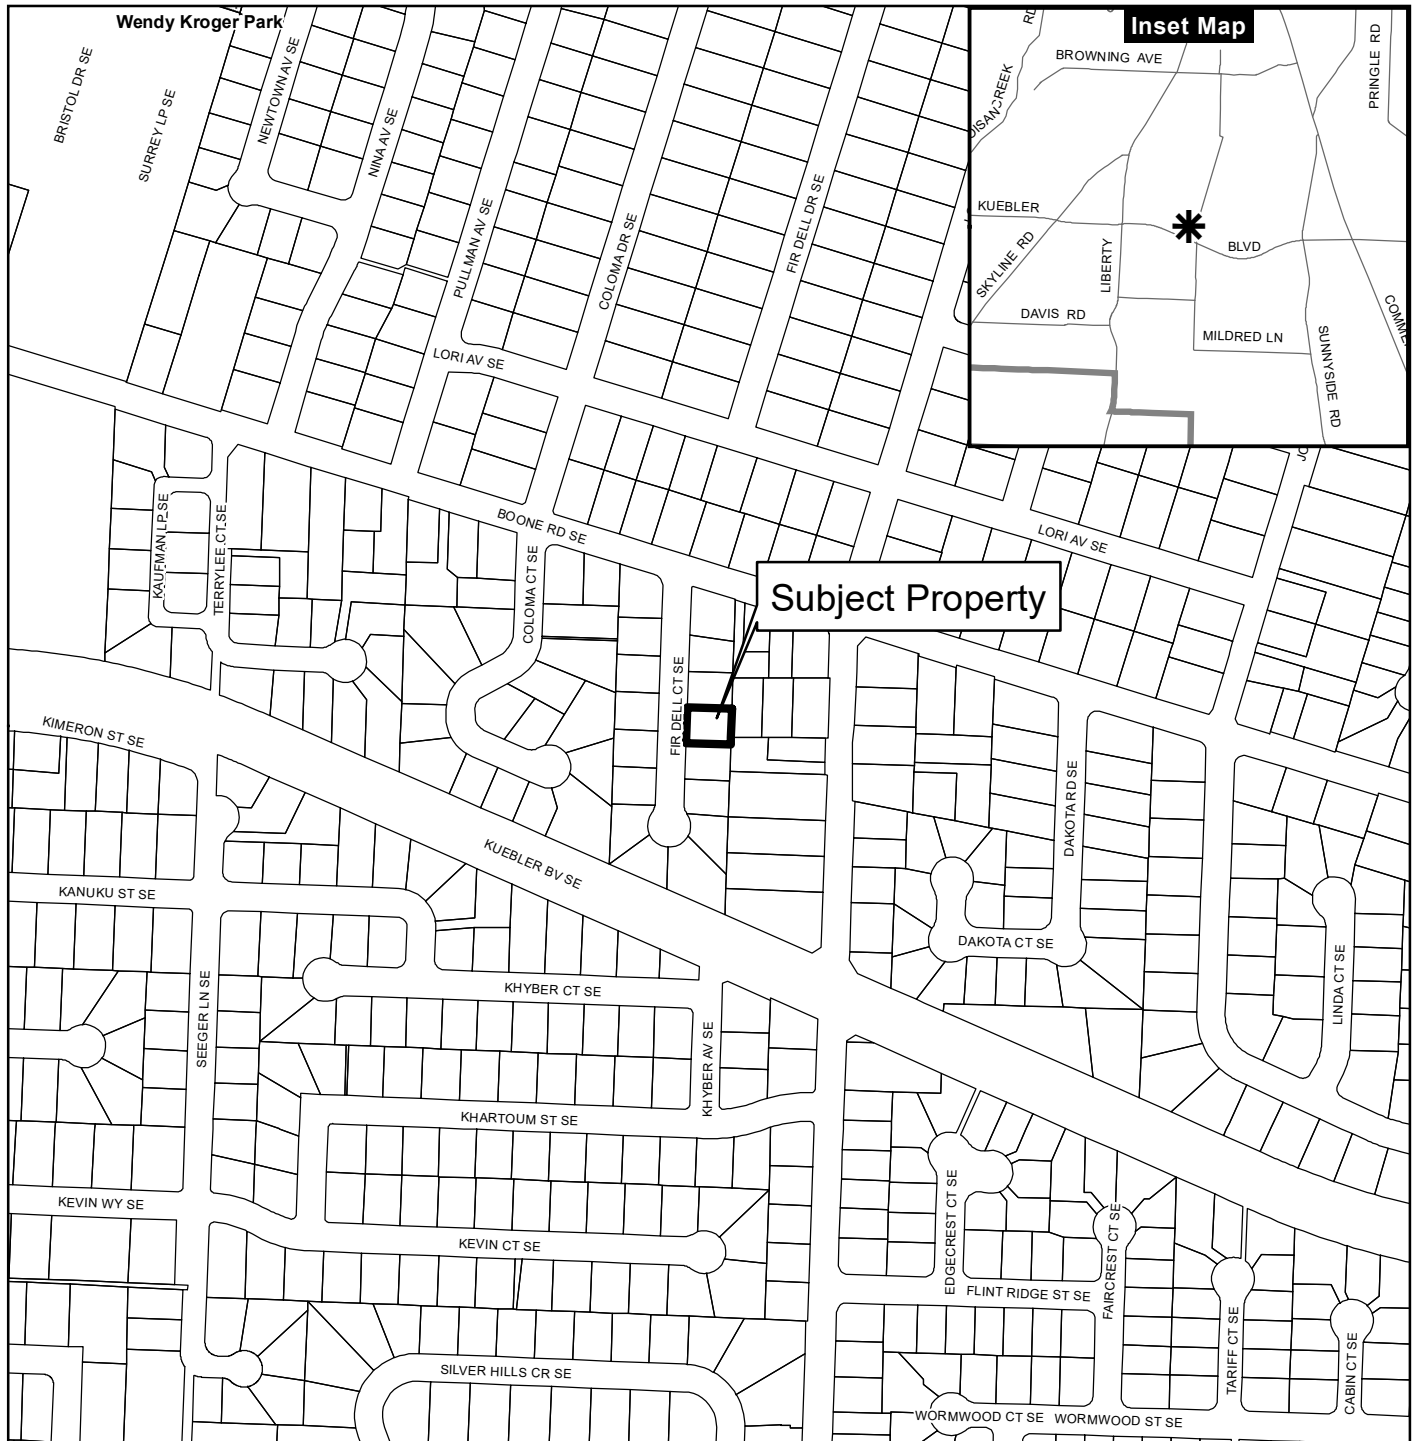 Wendy Kroger Park
BRISTOL DR SE
SURREY LP SE
NEWTOWN AV SE
NINA AV SE
PULLMAN AV SE
COLOMA DR SE
FIR DELL DR SE
LORI AV SE
Inset Map
BROWNING AVE
PRINGLE RD
RD
KUEBLER
SKYLINE RD
LIBERTY
BLVD
DAVIS RD
MILDRED LN
SUNNYSIDE RD
KAUFMAN LP SE
TERRYLEE CT SE
BOONE RD SE
COLOMA CT SE
LORI AV SE
Subject Property
FIR DELL CT SE
KIMERON ST SE
DAKOTA RD SE
KUEBLER BV SE
KANUKU ST SE
DAKOTA CT SE
LINDA CT SE
SEEGER LN SE
KHYBER CT SE
KHYBER AV SE
KHARTOUM ST SE
KEVIN WY SE
KEVIN CT SE
EDGECREST CT SE
FAIRCREST CT SE
FLINT RIDGE ST SE
TARIFF CT SE
CABIN CT SE
SILVER HILLS CR SE
WORMWOOD CT SE
WORMWOOD ST SE